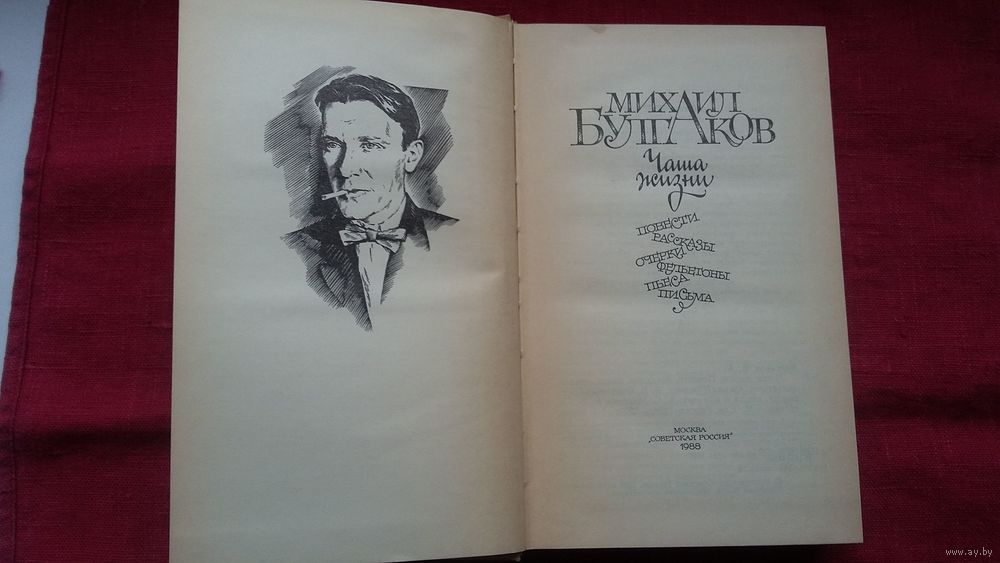 МИХАИЛ
БУЛГАКОВ
Чаша
жизни
ПОВЕСТИ
РАССКАЗЫ
ОЧЕРКИ
ФЕЛЬЕТОНЫ
ПЬЕСА
ПИСЬМА
МОСКВА
„СОВЕТСКАЯ РОССИЯ"
1988
www.ay.by